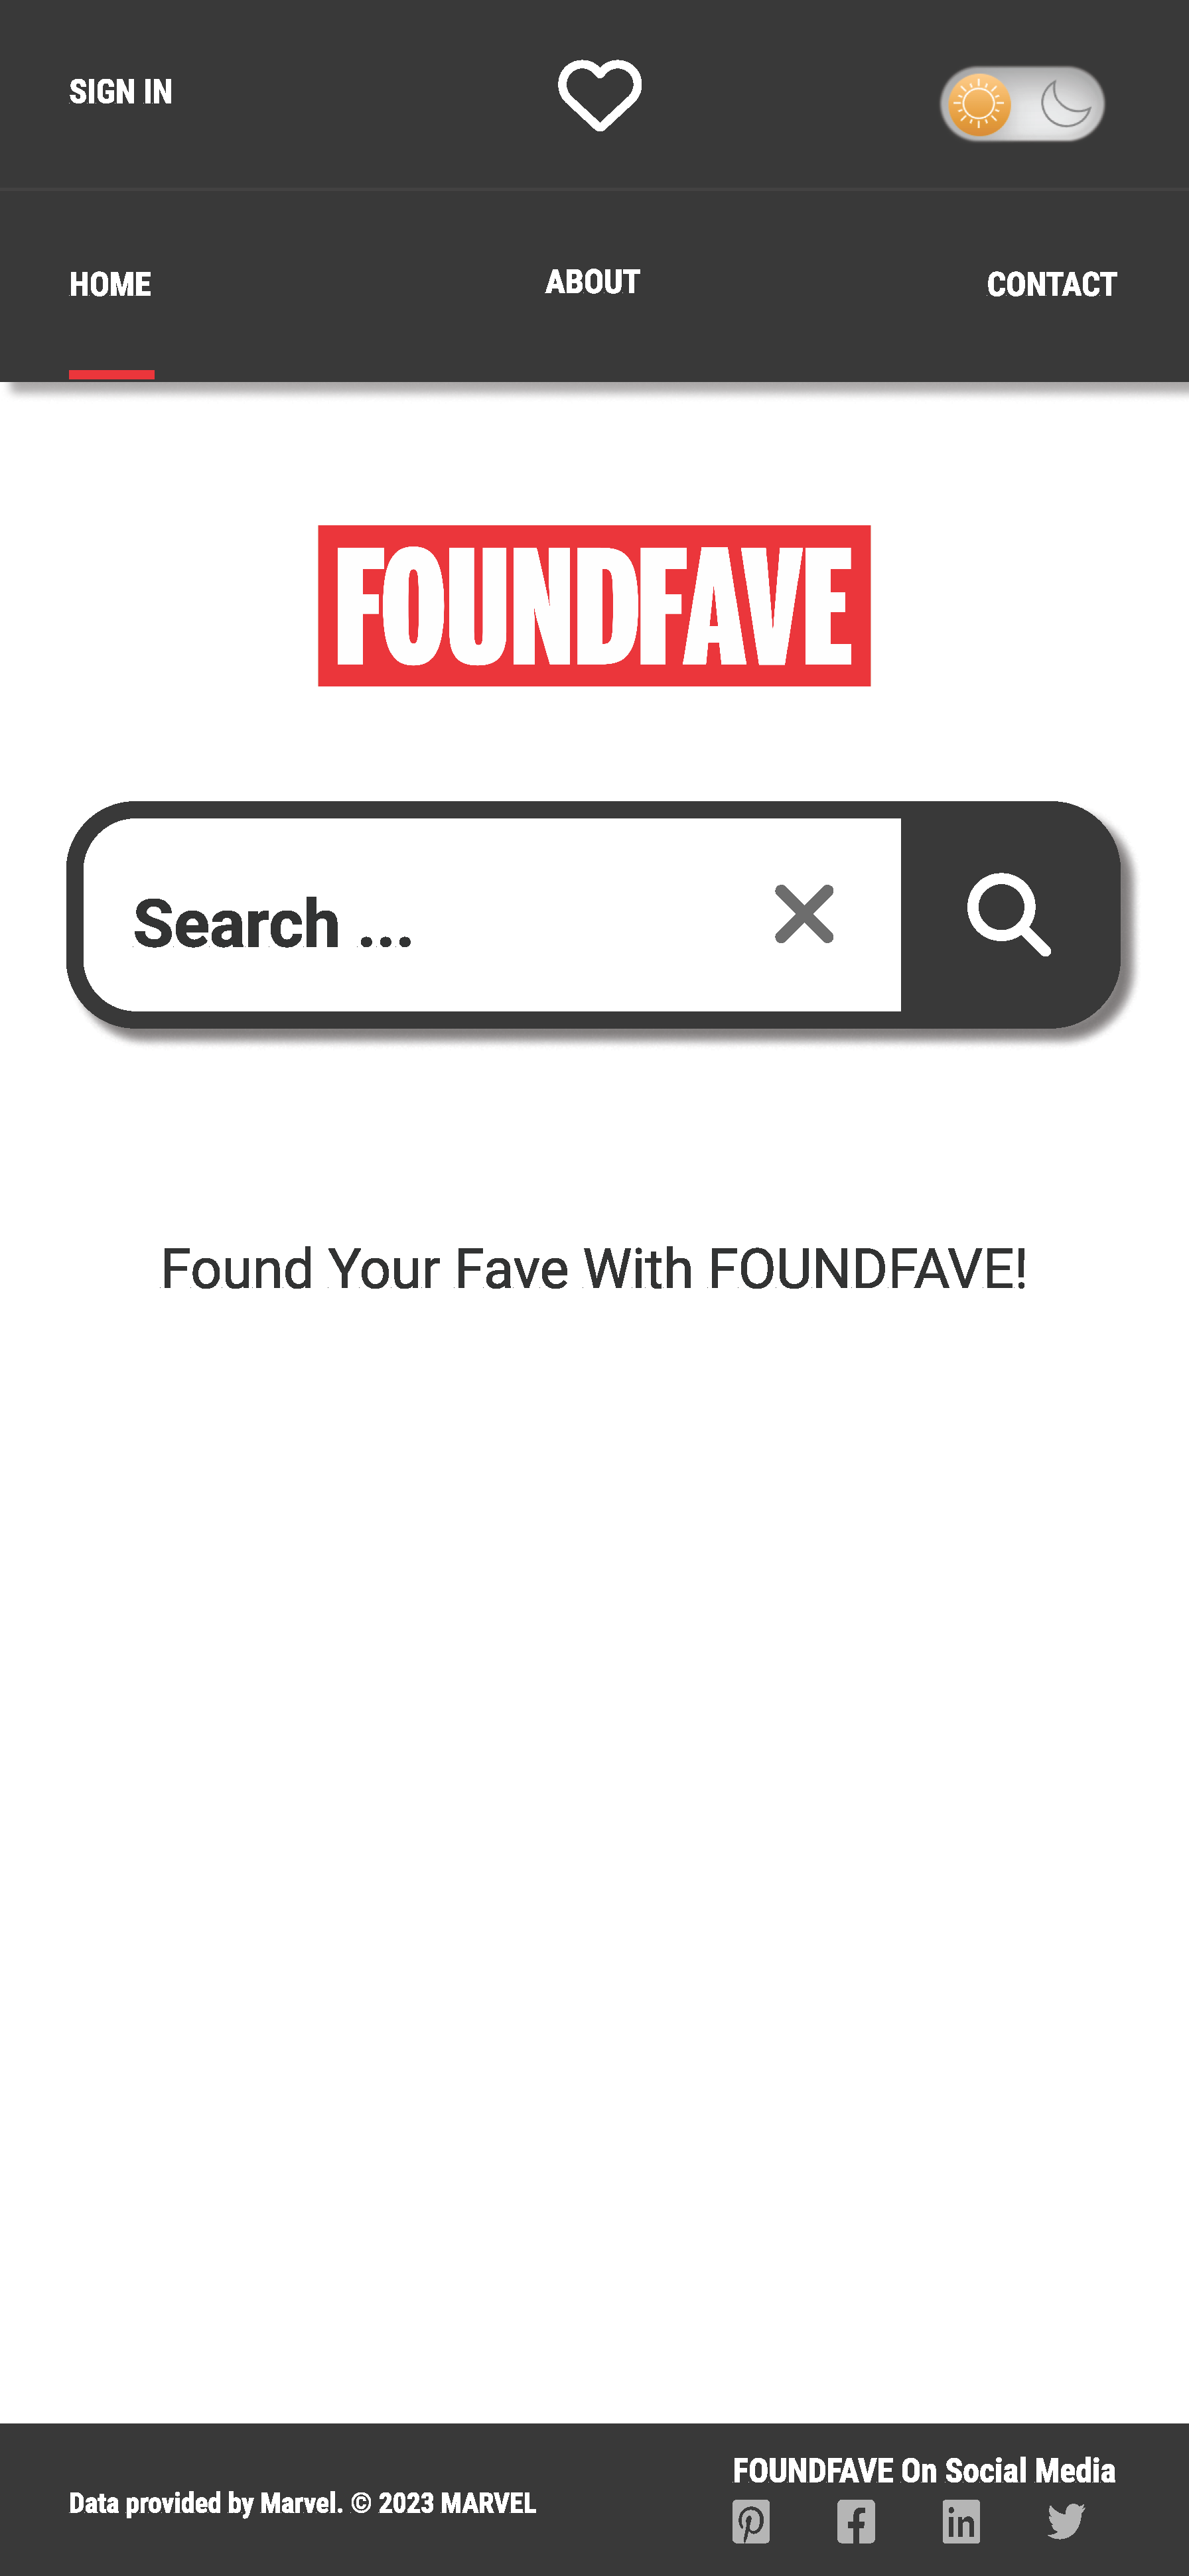 SIGN IN
HOME
ABOUT
CONTACT
FOUNDFAVE
Search ...
Found Your Fave With FOUNDFAVE!
FOUNDFAVE On Social Media
Data provided by Marvel. © 2023 MARVEL